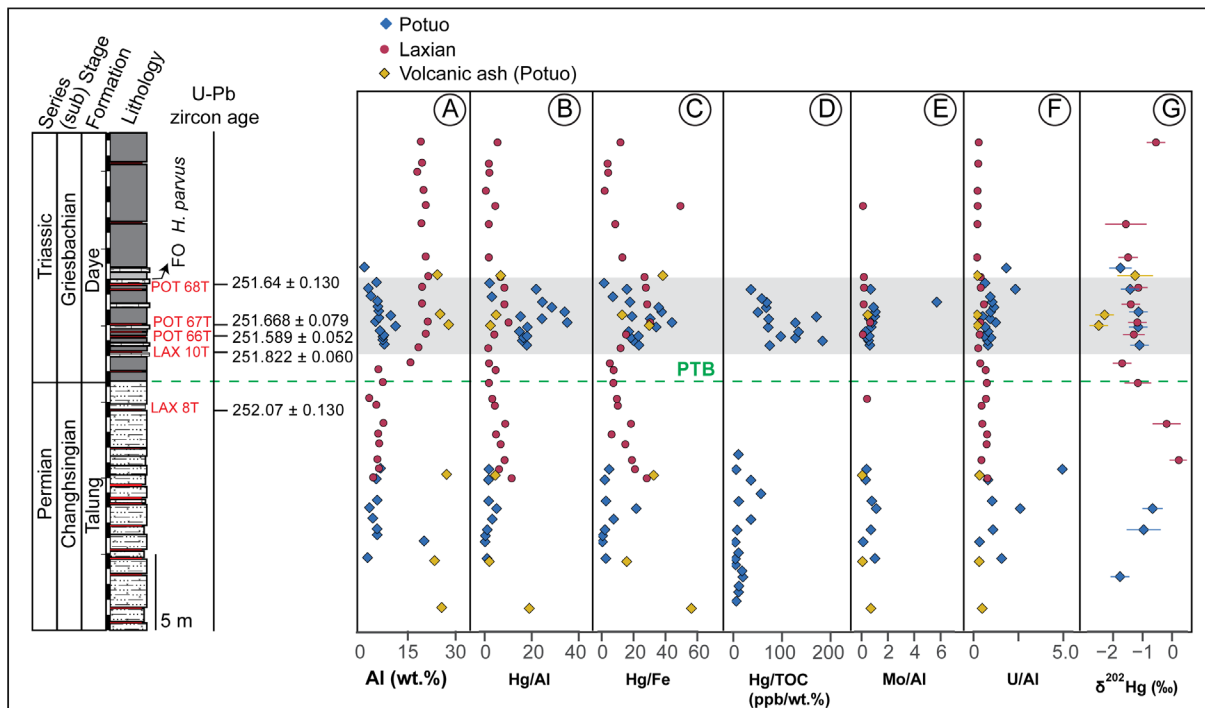 Potuo
Laxian
Volcanic ash (Potuo)
Series
(sub) Stage
Formation
Lithology
U-Pb
zircon age
A
B
C
D
E
F
G
Triassic
Griesbachian
Daye
FO H. parvus
POT 68T
251.64 ± 0.130
POT 67T
251.668 ± 0.079
POT 66T
251.589 ± 0.052
LAX 10T
251.822 ± 0.060
PTB
LAX 8T
252.07 ± 0.130
Permian
Changhsingian
Talung
5 m
0 15 30
0 20 40
0 20 40 60
0 100 200
0 2 4 6
0 5.0
−2 −1 0
Al (wt.%)
Hg/Al
Hg/Fe
Hg/TOC
(ppb/wt.%)
Mo/Al
U/Al
δ²⁰²Hg (‰)